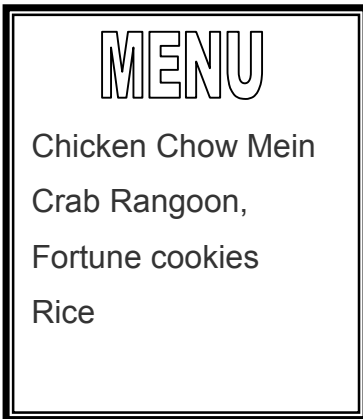 MENU
Chicken Chow Mein
Crab Rangoon,
Fortune cookies
Rice